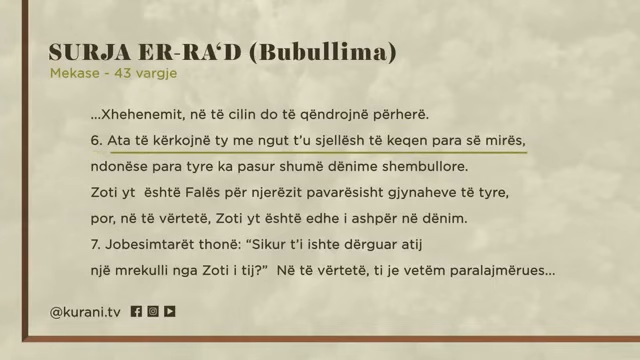 SURJA ER-RA‘D (Bubullima)
Mekase - 43 vargje
...Xhehenemit, në të cilin do të qëndrojnë përherë.
6. Ata të kërkojnë ty me ngut t’u sjellësh të keqen para së mirës,
ndonëse para tyre ka pasur shumë dënime shembullore.
Zoti yt është Falës për njerëzit pavarësisht gjynaheve të tyre,
por, në të vërtetë, Zoti yt është edhe i ashpër në dënim.
7. Jobesimtarët thonë: “Sikur t’i ishte dërguar atij
një mrekulli nga Zoti i tij?” Në të vërtetë, ti je vetëm paralajmërues...
@kurani.tv